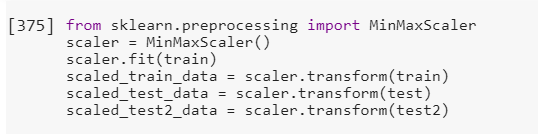 [375] from sklearn.preprocessing import MinMaxScaler
scaler = MinMaxScaler()
scaler.fit(train)
scaled_train_data = scaler.transform(train)
scaled_test_data = scaler.transform(test)
scaled_test2_data = scaler.transform(test2)